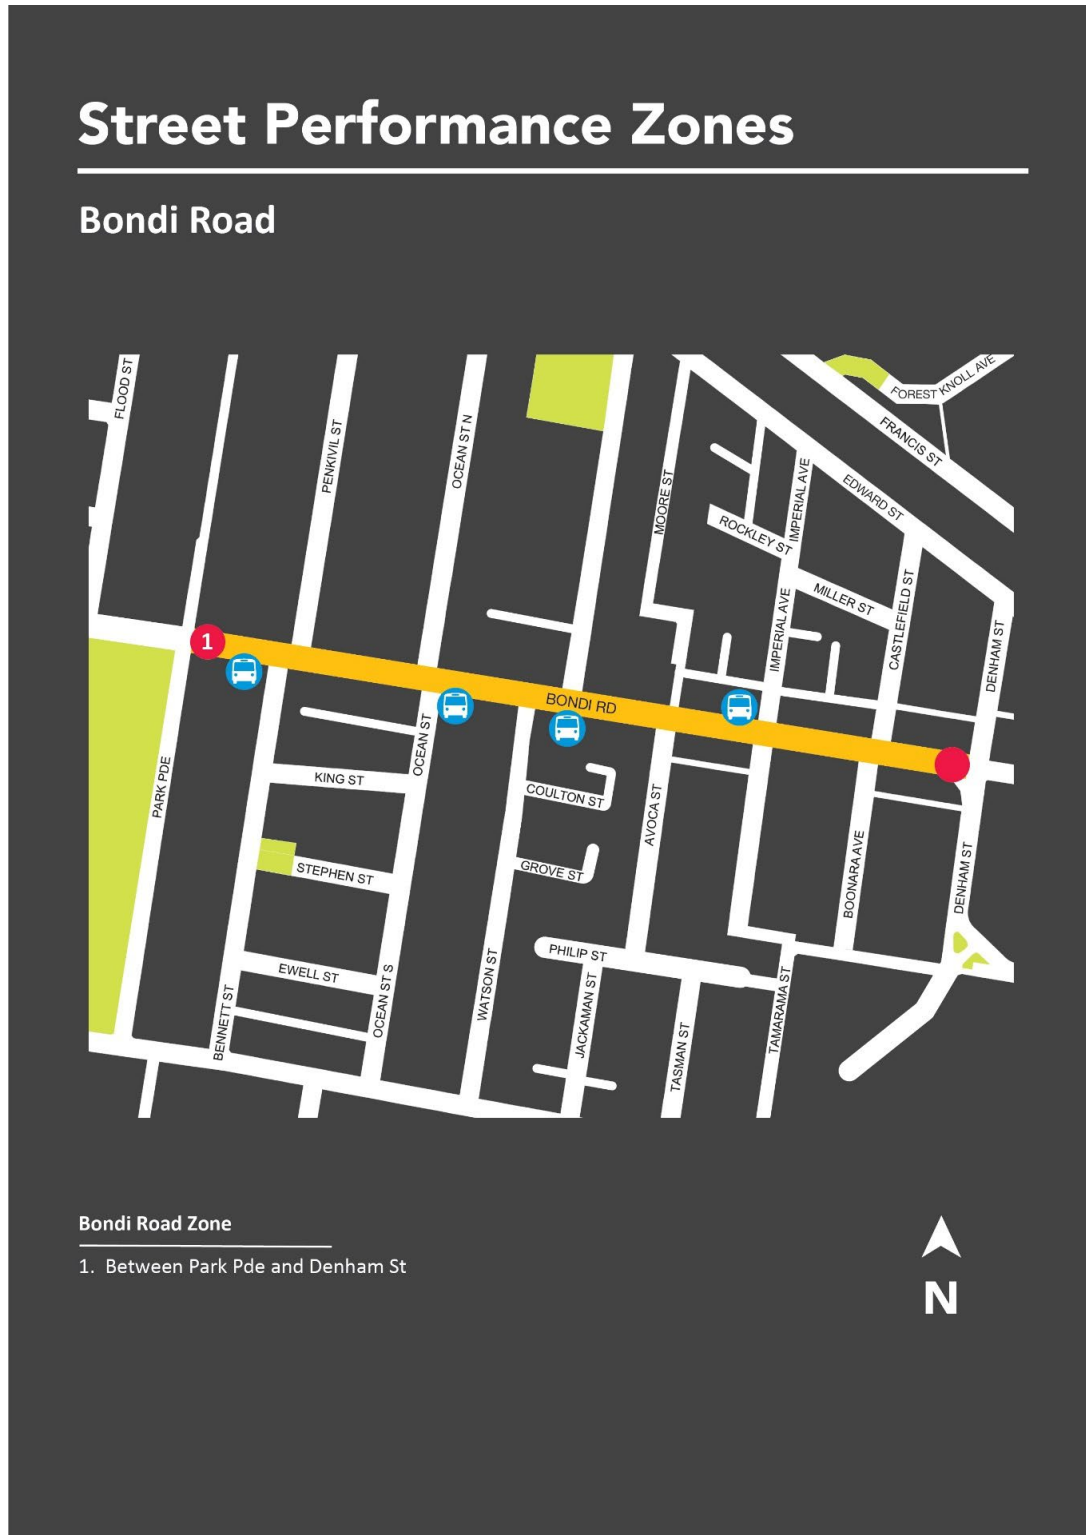 Street Performance Zones
Bondi Road
FLOOD ST
PENKIVIL ST
OCEAN ST N
MOORE ST
IMPERIAL AVE
ROCKLEY ST
MILLER ST
IMPERIAL AVE
EDWARD ST
FRANCIS ST
FOREST KNOLL AVE
CASTLEFIELD ST
DENHAM ST
1
BONDI RD
PARK PDE
KING ST
OCEAN ST
STEPHEN ST
COULTON ST
GROVE ST
AVOCA ST
BOONARA AVE
DENHAM ST
EWELL ST
BENNETT ST
OCEAN ST S
WATSON ST
PHILIP ST
JACKAMAN ST
TASMAN ST
TAMARAMA ST
Bondi Road Zone
1. Between Park Pde and Denham St
N